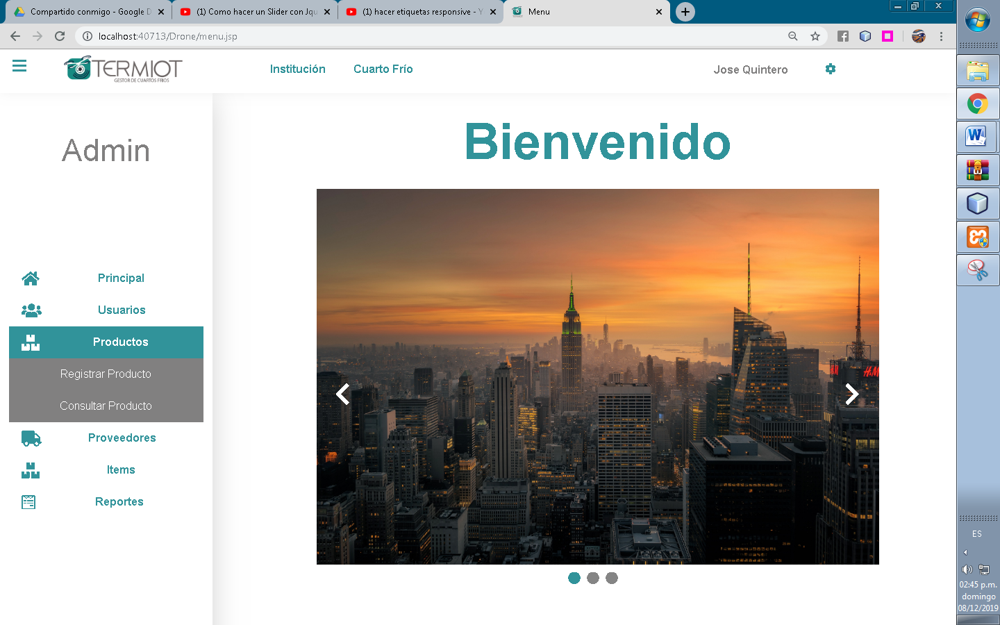 Compartido conmigo - Google D
(1) Como hacer un Slider con Jqu
(1) hacer etiquetas responsive - Y
Menu
localhost:40713/Drone/menu.jsp
TERMIOT
GESTOR DE CUARTOS FRIOS
Institución
Cuarto Frío
Jose Quintero
Admin
Principal
Usuarios
Productos
Registrar Producto
Consultar Producto
Proveedores
Items
Reportes
Bienvenido
H&M
ES
02:45 p.m.
domingo
08/12/2019